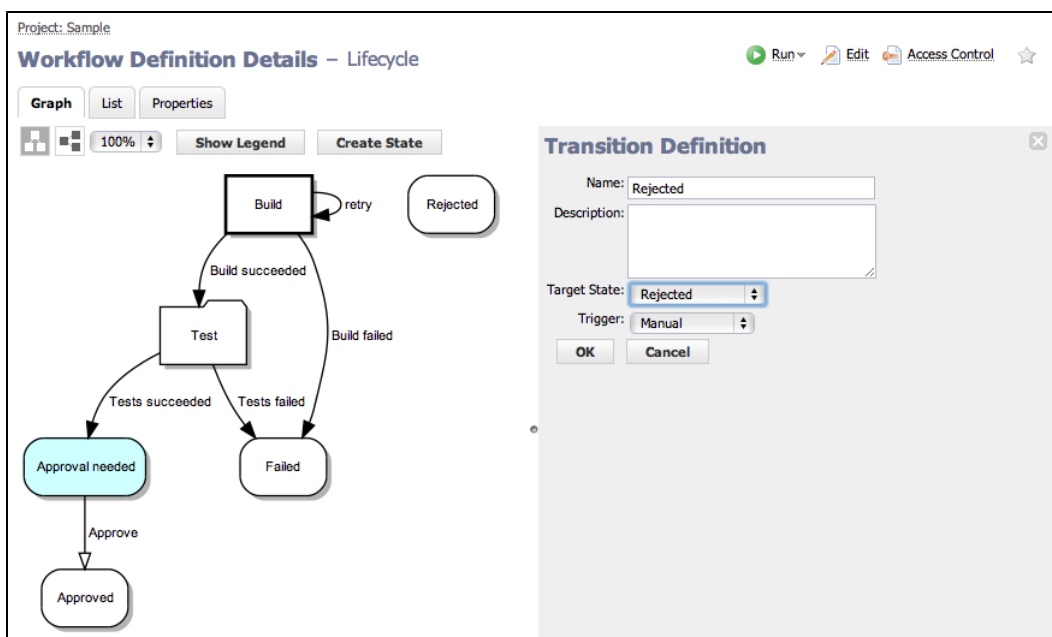 Project: Sample
Workflow Definition Details – Lifecycle
Run Edit Access Control
Graph List Properties
100% Show Legend Create State
Transition Definition
Name: Rejected
Description:
Target State: Rejected
Trigger: Manual
OK Cancel
Build retry Rejected
Build succeeded
Test Build failed
Tests succeeded Tests failed
Approval needed Failed
Approve
Approved